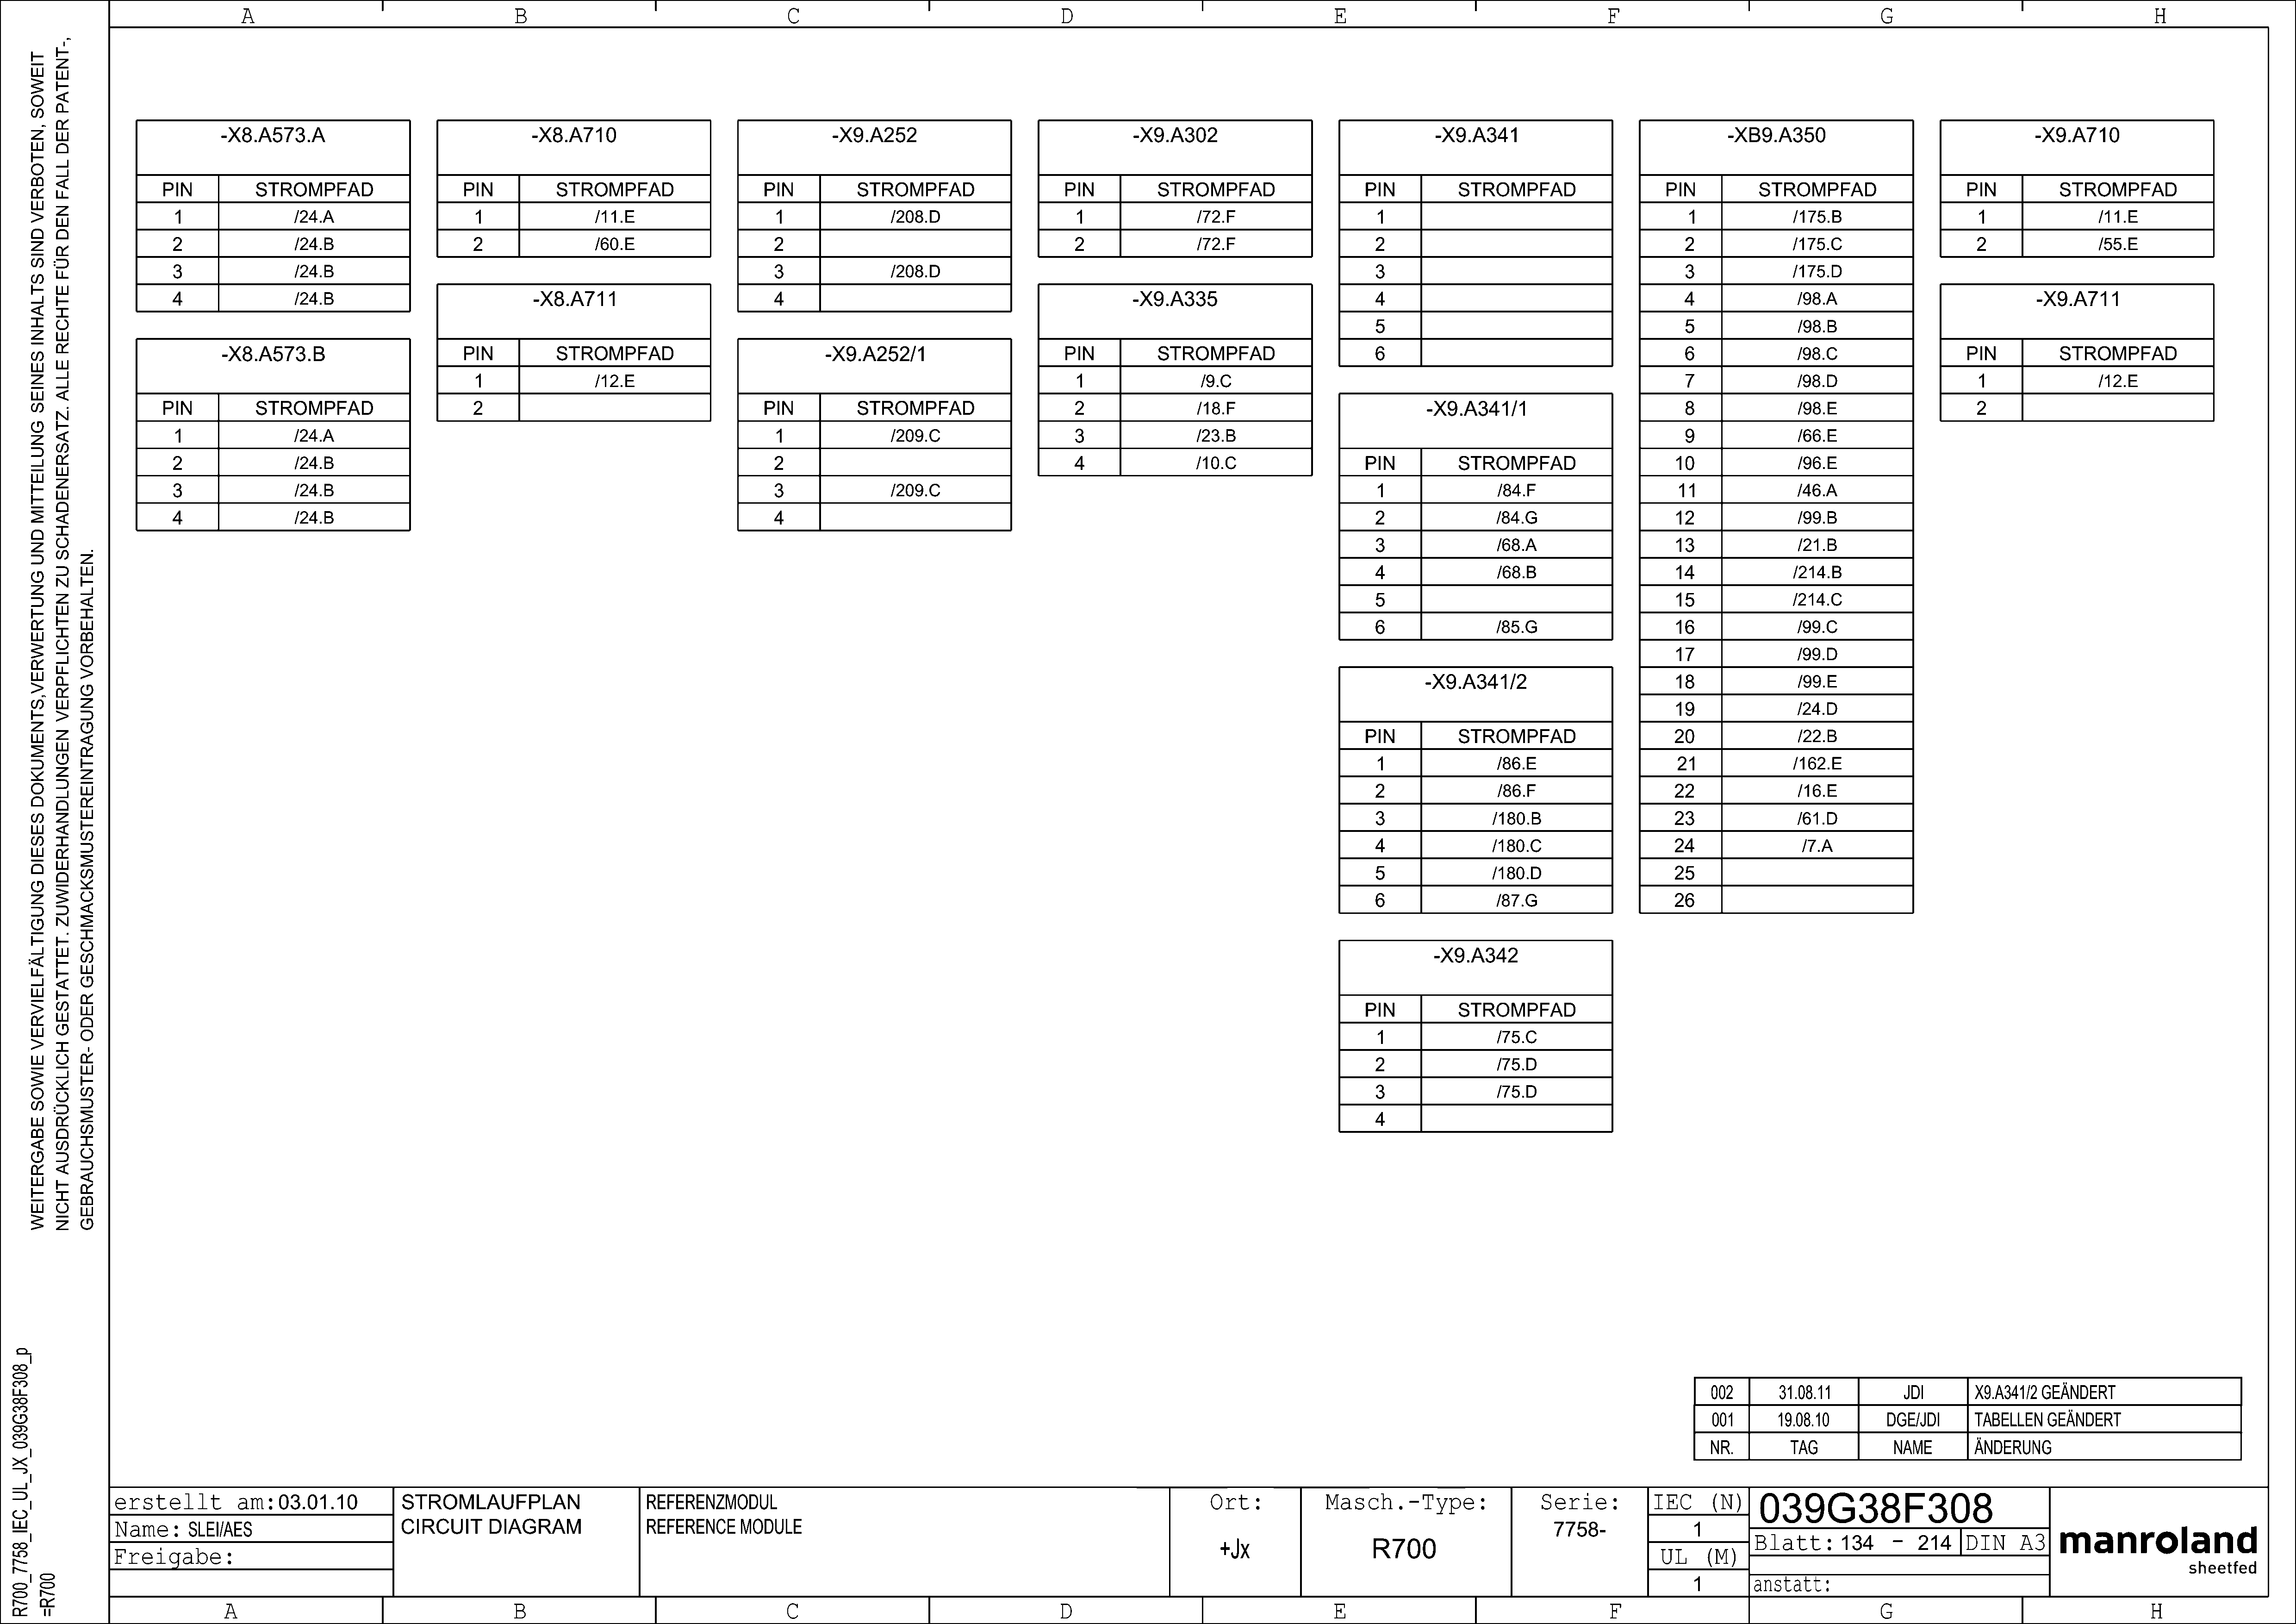 A B C D E F G H
WEITERGABE SOWIE VERVIELFÄLTIGUNG DIESES DOKUMENTS,VERWERTUNG UND MITTEILUNG SEINES INHALTS SIND VERBOTEN, SOWEIT
NICHT AUSDRÜCKLICH GESTATTET. ZUWIDERHANDLUNGEN VERPFLICHTEN ZU SCHADENERSATZ. ALLE RECHTE FÜR DEN FALL DER PATENT-,
GEBRAUCHSMUSTER- ODER GESCHMACKSMUSTEREINTRAGUNG VORBEHALTEN.
R700_7758_IEC_UL_JX_039G38F308_p
=R700
-X8.A573.A
PIN STROMPFAD
1 /24.A
2 /24.B
3 /24.B
4 /24.B
-X8.A573.B
PIN STROMPFAD
1 /24.A
2 /24.B
3 /24.B
4 /24.B
-X8.A710
PIN STROMPFAD
1 /11.E
2 /60.E
-X8.A711
PIN STROMPFAD
1 /12.E
2
-X9.A252
PIN STROMPFAD
1 /208.D
2
3 /208.D
4
-X9.A252/1
PIN STROMPFAD
1 /209.C
2
3 /209.C
4
-X9.A302
PIN STROMPFAD
1 /72.F
2 /72.F
-X9.A335
PIN STROMPFAD
1 /9.C
2 /18.F
3 /23.B
4 /10.C
-X9.A341
PIN STROMPFAD
1
2
3
4
5
6
-X9.A341/1
PIN STROMPFAD
1 /84.F
2 /84.G
3 /68.A
4 /68.B
5
6 /85.G
-X9.A341/2
PIN STROMPFAD
1 /86.E
2 /86.F
3 /180.B
4 /180.C
5 /180.D
6 /87.G
-X9.A342
PIN STROMPFAD
1 /75.C
2 /75.D
3 /75.D
4
-XB9.A350
PIN STROMPFAD
1 /175.B
2 /175.C
3 /175.D
4 /98.A
5 /98.B
6 /98.C
7 /98.D
8 /98.E
9 /66.E
10 /96.E
11 /46.A
12 /99.B
13 /21.B
14 /214.B
15 /214.C
16 /99.C
17 /99.D
18 /99.E
19 /24.D
20 /22.B
21 /162.E
22 /16.E
23 /61.D
24 /7.A
25
26
-X9.A710
PIN STROMPFAD
1 /11.E
2 /55.E
-X9.A711
PIN STROMPFAD
1 /12.E
2
002 31.08.11 JDI X9.A341/2 GEÄNDERT
001 19.08.10 DGE/JDI TABELLEN GEÄNDERT
NR. TAG NAME ÄNDERUNG
erstellt am: 03.01.10
Name: SLEI/AES
Freigabe:
STROMLAUFPLAN
CIRCUIT DIAGRAM
REFERENZMODUL
REFERENCE MODULE
Ort:
+Jx
Masch.-Type:
R700
Serie:
7758-
IEC (N)
1
UL (M)
1
039G38F308
Blatt: 134 - 214 DIN A3
anstatt:
manroland
sheetfed
A B C D E F G H